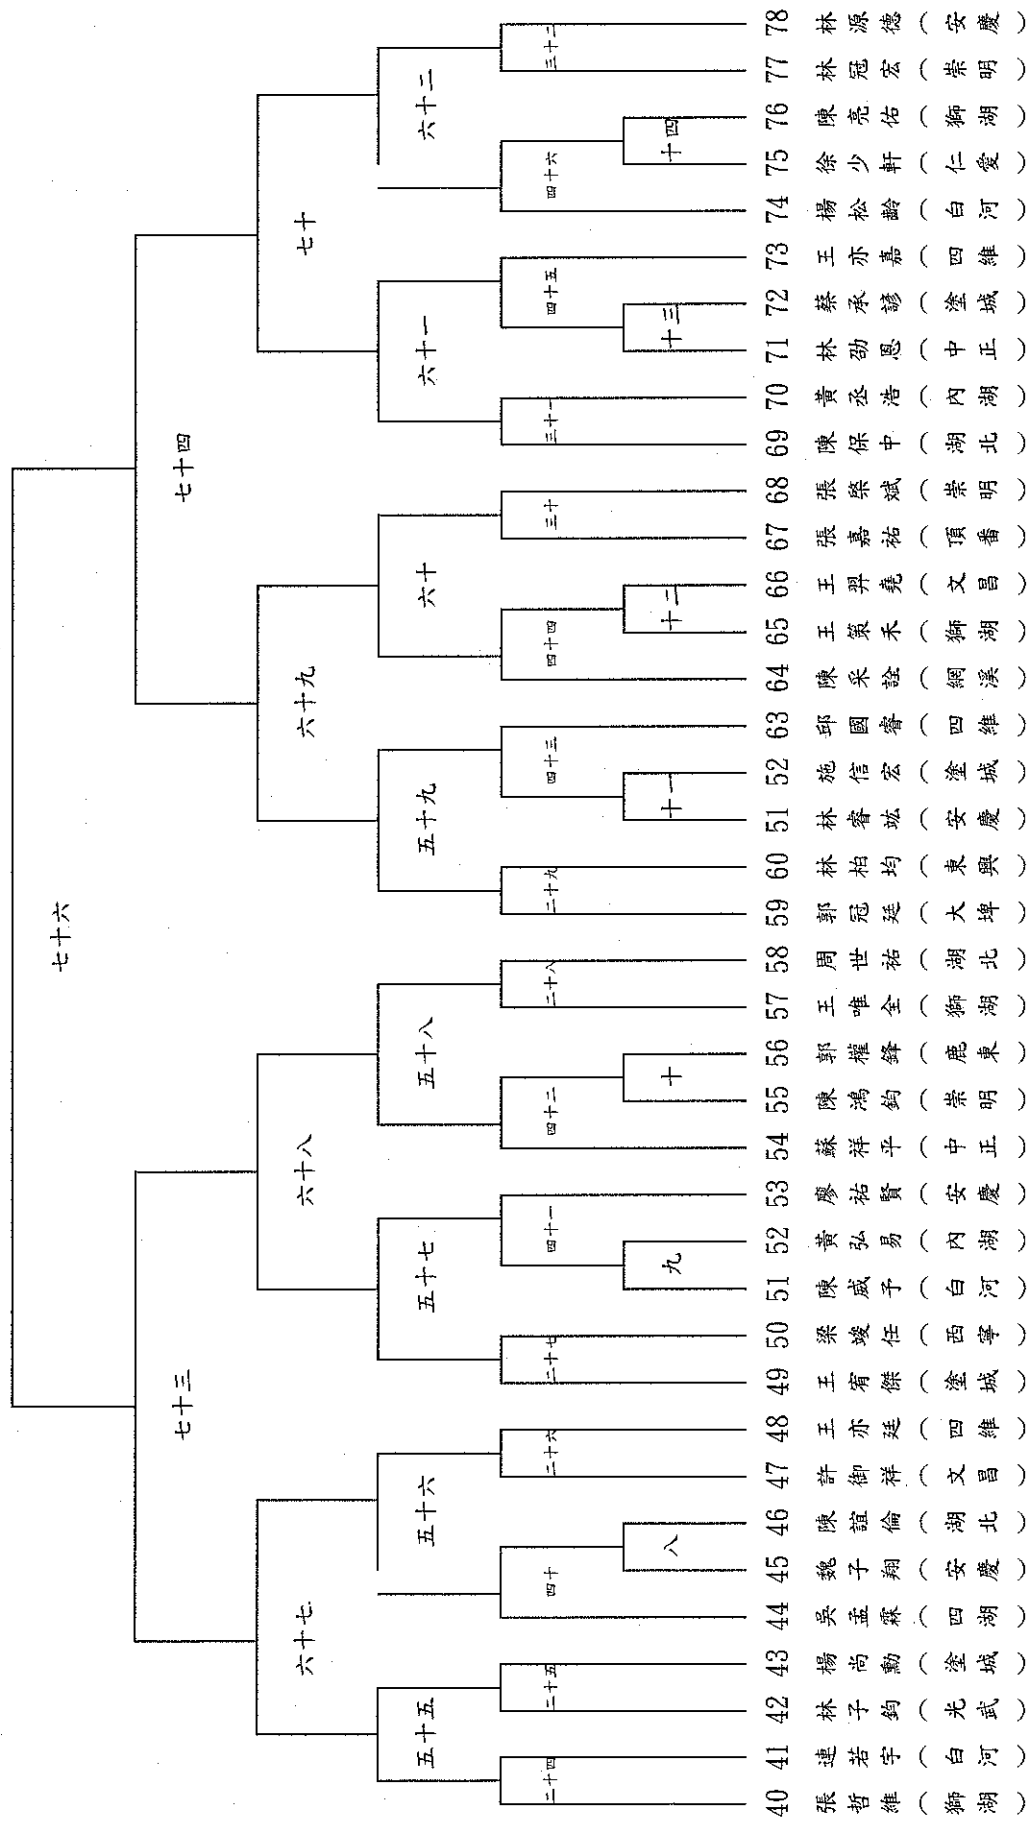 78 林源德（安慶）
77 林冠宏（崇明）
76 陳亮佑（獅湖）
75 徐少軒（仁愛）
74 楊松齡（白河）
73 王亦嘉（四維）
72 蔡承諺（塗城）
71 林劭恩（中正）
70 黃丞浩（內湖）
69 陳保中（湖北）
68 張棨斌（崇明）
67 張嘉祐（頂番）
66 王羿堯（文昌）
65 王策禾（獅湖）
64 陳采詮（網溪）
63 邱國睿（四維）
52 施信宏（塗城）
51 林睿竑（安慶）
60 林柏均（東興）
59 郭冠廷（大埤）
58 周世祐（湖北）
57 王唯全（獅湖）
56 郭權鋒（鹿東）
55 陳鴻鈞（崇明）
54 蘇祥平（中正）
53 廖祐賢（安慶）
52 黃弘易（內湖）
51 陳威予（白河）
50 梁竣任（西寧）
49 王宥傑（塗城）
48 王亦廷（四維）
47 許御祥（文昌）
46 陳誼倫（湖北）
45 魏子翔（安慶）
44 吳孟霖（四湖）
43 楊尚勳（塗城）
42 林子鈞（光武）
41 連若宇（白河）
40 張哲維（獅湖）
三十二
十四
四十六
六十二
七十
四十五
十三
六十一
三十一
七十四
三十
六十
十二
四十四
六十九
四十三
十一
五十九
二十九
七十六
二十八
五十八
十
四十二
六十八
四十一
九
五十七
二十七
七十三
二十六
五十六
八
四十
六十七
二十五
五十五
二十四